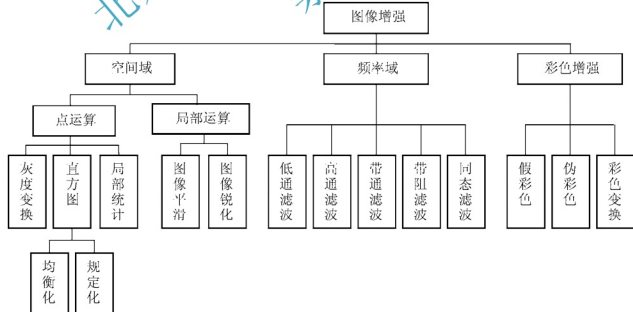 图像增强
空间域
频率域
彩色增强
点运算
局部运算
灰度变换
直方图
局部统计
图像平滑
图像锐化
低通滤波
高通滤波
带通滤波
带阻滤波
同态滤波
假彩色
伪彩色
彩色变换
均衡化
规定化